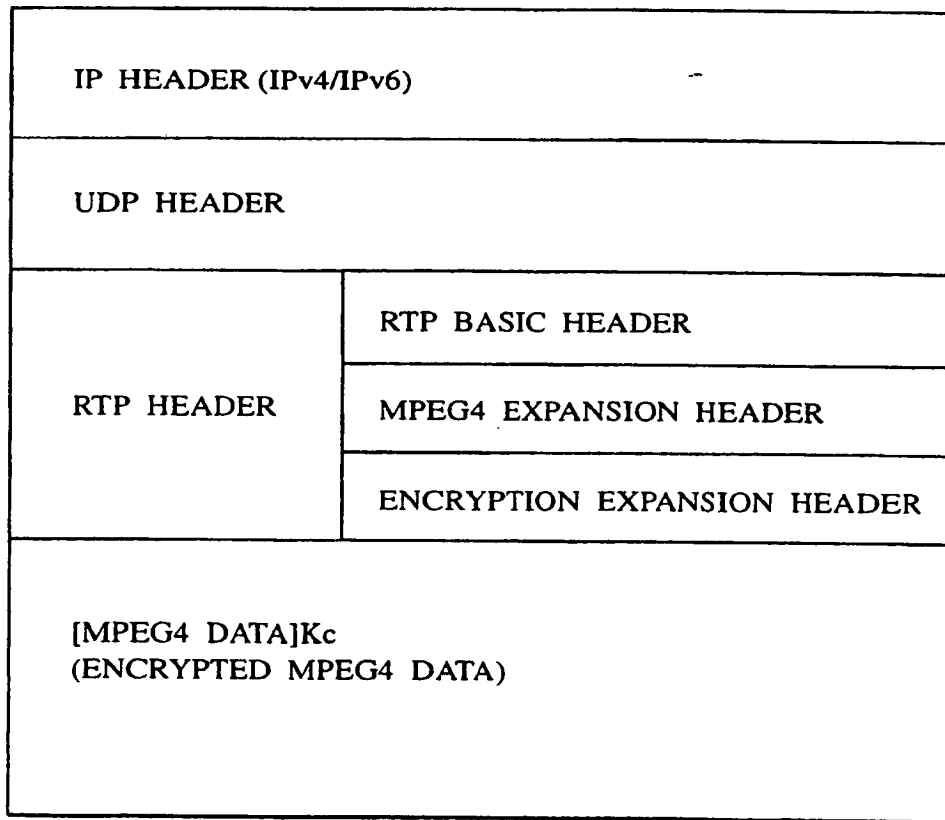 IP HEADER (IPv4/IPv6)
UDP HEADER
RTP HEADER
RTP BASIC HEADER
MPEG4 EXPANSION HEADER
ENCRYPTION EXPANSION HEADER
[MPEG4 DATA]Kc
(ENCRYPTED MPEG4 DATA)